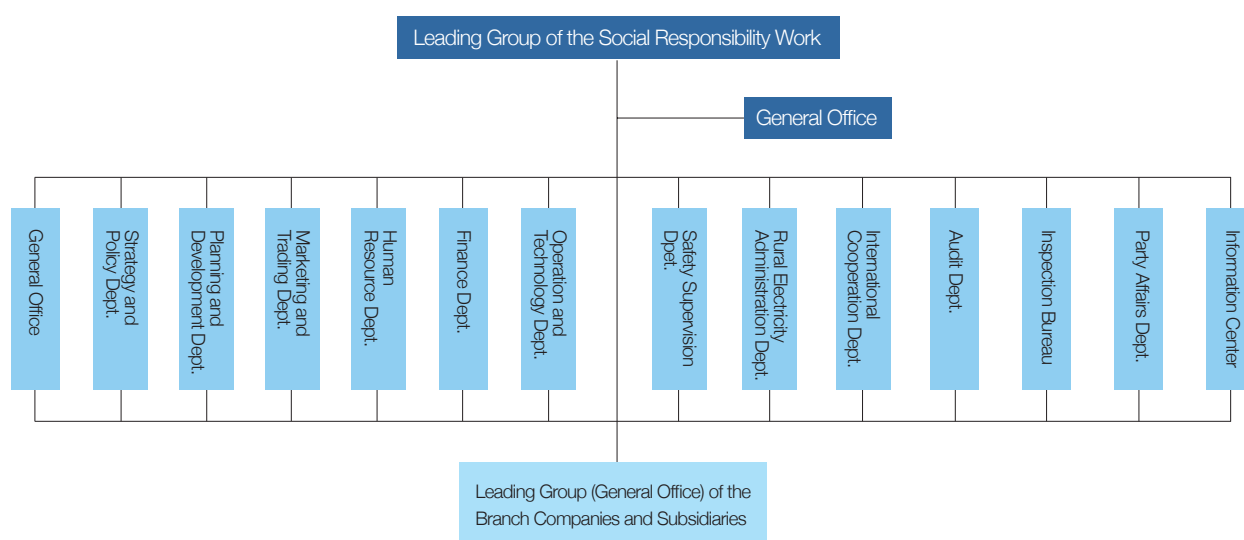 Leading Group of the Social Responsibility Work
General Office
General Office
Strategy and
Policy Dept.
Planning and
Development Dept.
Marketing and
Trading Dept.
Human
Resource Dept.
Finance Dept.
Operation and
Technology Dept.
Safety Supervision
Dpet.
Rural Electricity
Administration Dept.
International
Cooperation Dept.
Audit Dept.
Inspection Bureau
Party Affairs Dept.
Information Center
Leading Group (General Office) of the
Branch Companies and Subsidiaries